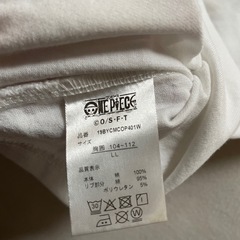 ONE PIECE
©O/S・F・T
品番 19BYCMCOP401W
サイズ
胸囲 104~112
LL
品質表示
本体 綿 100%
リブ部分 綿 95%
ポリウレタン 5%